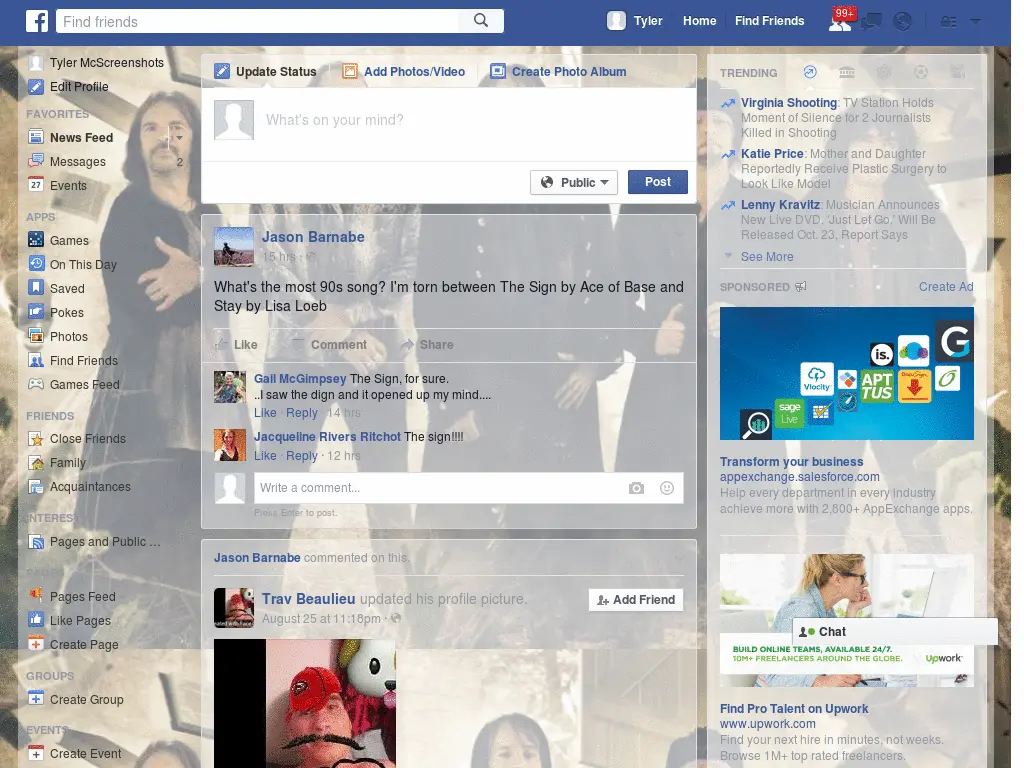 Find friends
Tyler
Home
Find Friends
99+
Tyler McScreenshots
Edit Profile
FAVORITES
News Feed
Messages
2
27
Events
APPS
Games
On This Day
Saved
Pokes
Photos
Find Friends
Games Feed
FRIENDS
Close Friends
Family
Acquaintances
INTEREST
Pages and Public ...
Pages Feed
Like Pages
Create Page
GROUPS
Create Group
EVENTS
Create Event
Update Status
Add Photos/Video
Create Photo Album
What's on your mind?
Public
Post
Jason Barnabe
15 hrs ·
What's the most 90s song? I'm torn between The Sign by Ace of Base and
Stay by Lisa Loeb
Like
Comment
Share
Gail McGimpsey The Sign, for sure.
..I saw the dign and it opened up my mind....
Like · Reply · 14 hrs
Jacqueline Rivers Ritchot The sign!!!!
Like · Reply · 12 hrs
Write a comment...
Press Enter to post.
Jason Barnabe commented on this.
Trav Beaulieu updated his profile picture.
August 25 at 11:18pm ·
Add Friend
TRENDING
Virginia Shooting: TV Station Holds
Moment of Silence for 2 Journalists
Killed in Shooting
Katie Price: Mother and Daughter
Reportedly Receive Plastic Surgery to
Look Like Model
Lenny Kravitz: Musician Announces
New Live DVD, 'Just Let Go,' Will Be
Released Oct. 23, Report Says
See More
SPONSORED
Create Ad
is.
G
Vlocity
APT
TUS
sage
Live
Transform your business
appexchange.salesforce.com
Help every department in every industry
achieve more with 2,800+ AppExchange apps.
Chat
BUILD ONLINE TEAMS, AVAILABLE 24/7.
10M+ FREELANCERS AROUND THE GLOBE.
Upwork
Find Pro Talent on Upwork
www.upwork.com
Find your next hire in minutes, not weeks.
Browse 1M+ top rated freelancers.